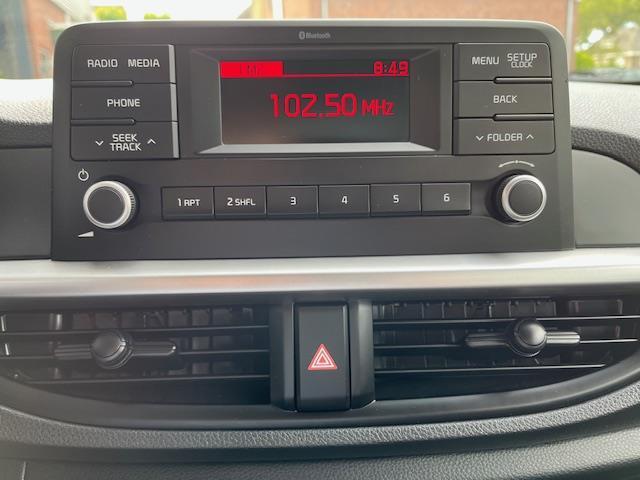 Bluetooth
RADIO MEDIA
FM2 8:49
MENU SETUP
CLOCK
PHONE
102.50 MHz
BACK
SEEK
TRACK
FOLDER
1 RPT 2 SHFL 3 4 5 6